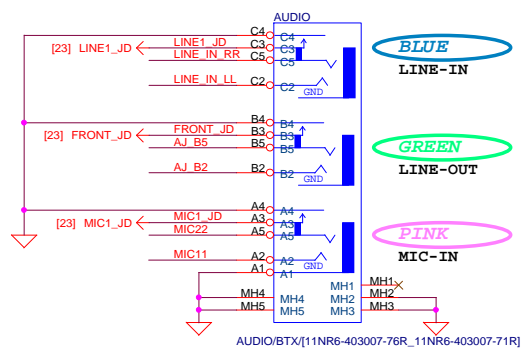 AUDIO
C4 C4
[23] LINE1_JD LINE1_JD C3 C3
LINE_IN_RR C5 C5
LINE_IN_LL C2 C2
GND
BLUE
LINE-IN
B4 B4
[23] FRONT_JD FRONT_JD B3 B3
AJ_B5 B5 B5
AJ_B2 B2 B2
GND
GREEN
LINE-OUT
A4 A4
[23] MIC1_JD MIC1_JD A3 A3
MIC22 A5 A5
MIC11 A2 A2
GND
A1 A1
PINK
MIC-IN
MH1 MH1
MH4 MH4 MH2 MH2
MH5 MH5 MH3 MH3
AUDIO/BTX/[11NR6-403007-76R_11NR6-403007-71R]